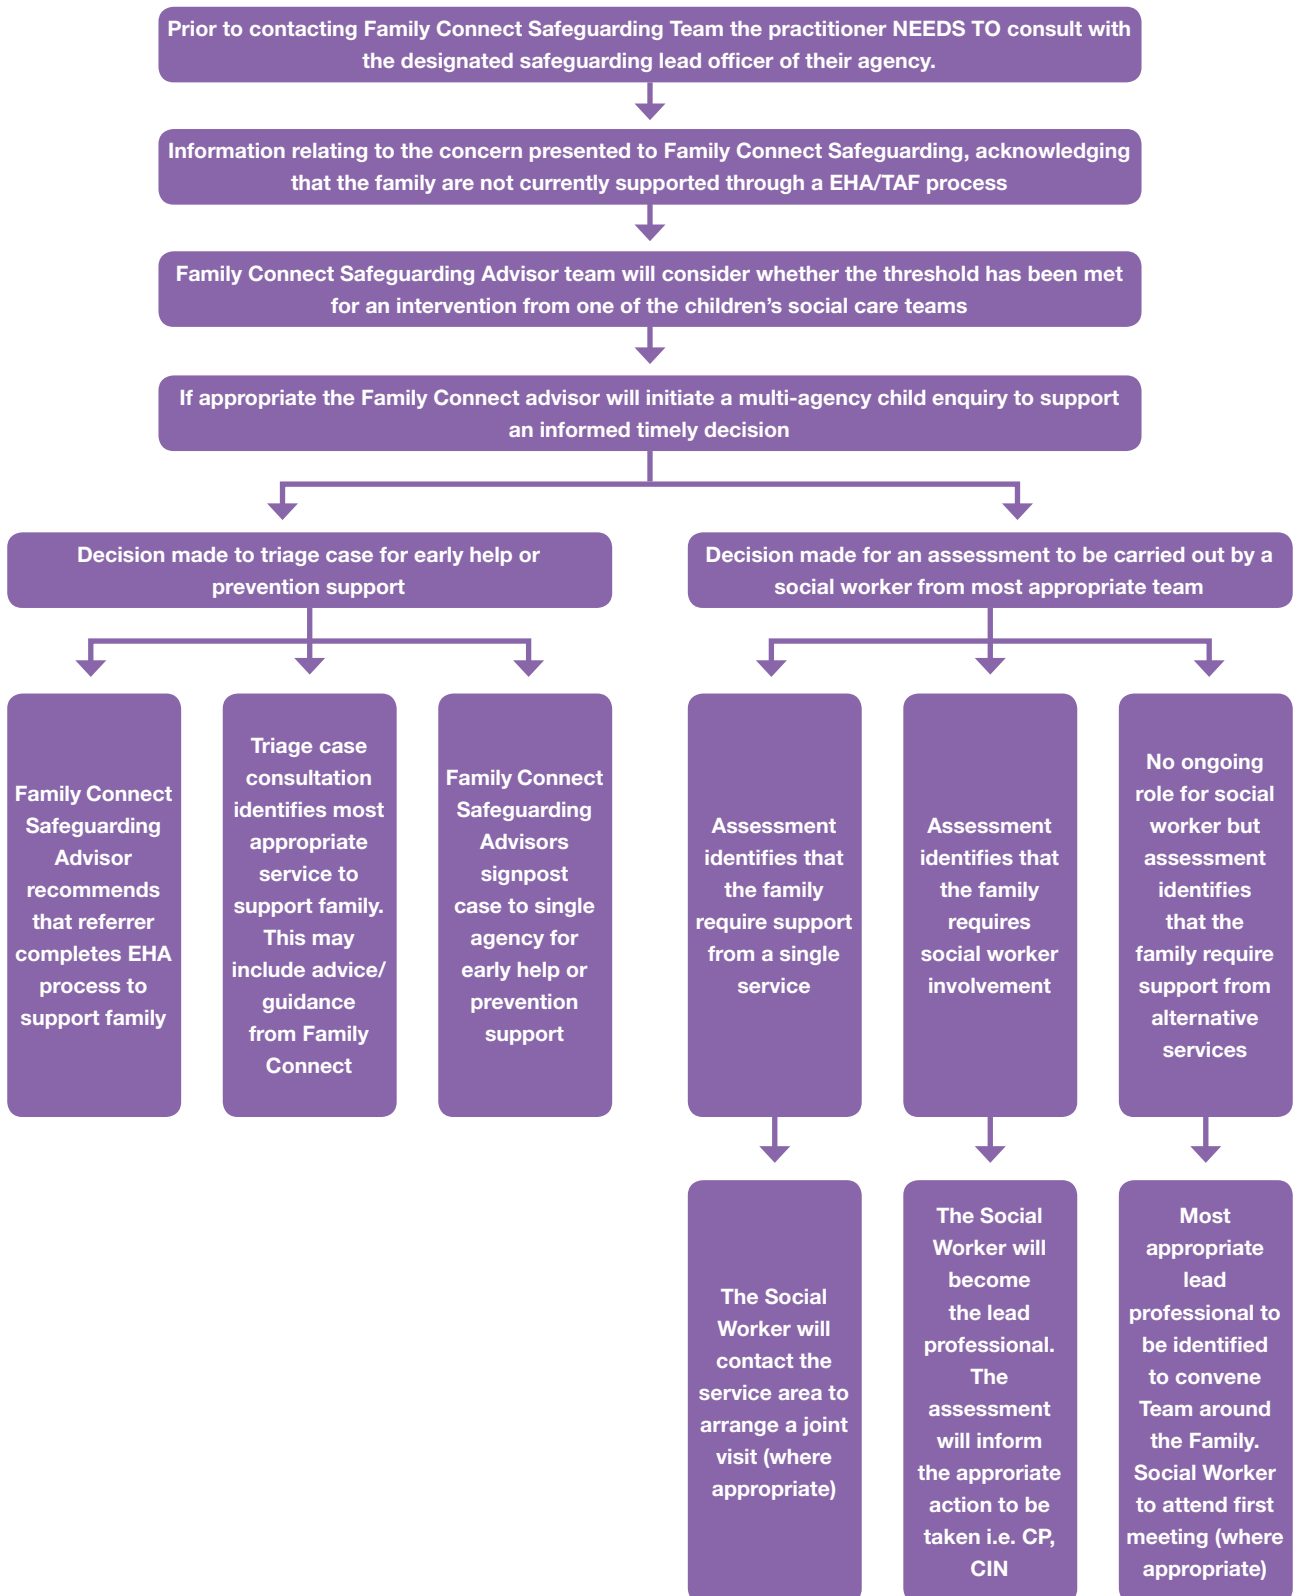 Prior to contacting Family Connect Safeguarding Team the practitioner NEEDS TO consult with
the designated safeguarding lead officer of their agency.
Information relating to the concern presented to Family Connect Safeguarding, acknowledging
that the family are not currently supported through a EHA/TAF process
Family Connect Safeguarding Advisor team will consider whether the threshold has been met
for an intervention from one of the children’s social care teams
If appropriate the Family Connect advisor will initiate a multi-agency child enquiry to support
an informed timely decision
Decision made to triage case for early help or
prevention support
Decision made for an assessment to be carried out by a
social worker from most appropriate team
Family Connect
Safeguarding
Advisor
recommends
that referrer
completes EHA
process to
support family
Triage case
consultation
identifies most
appropriate
service to
support family.
This may
include advice/
guidance
from Family
Connect
Family Connect
Safeguarding
Advisors
signpost
case to single
agency for
early help or
prevention
support
Assessment
identifies that
the family
require support
from a single
service
Assessment
identifies that
the family
requires
social worker
involvement
No ongoing
role for social
worker but
assessment
identifies
that the
family require
support from
alternative
services
The Social
Worker will
contact the
service area to
arrange a joint
visit (where
appropriate)
The Social
Worker will
become
the lead
professional.
The
assessment
will inform
the approriate
action to be
taken i.e. CP,
CIN
Most
appropriate
lead
professional to
be identified
to convene
Team around
the Family.
Social Worker
to attend first
meeting (where
appropriate)